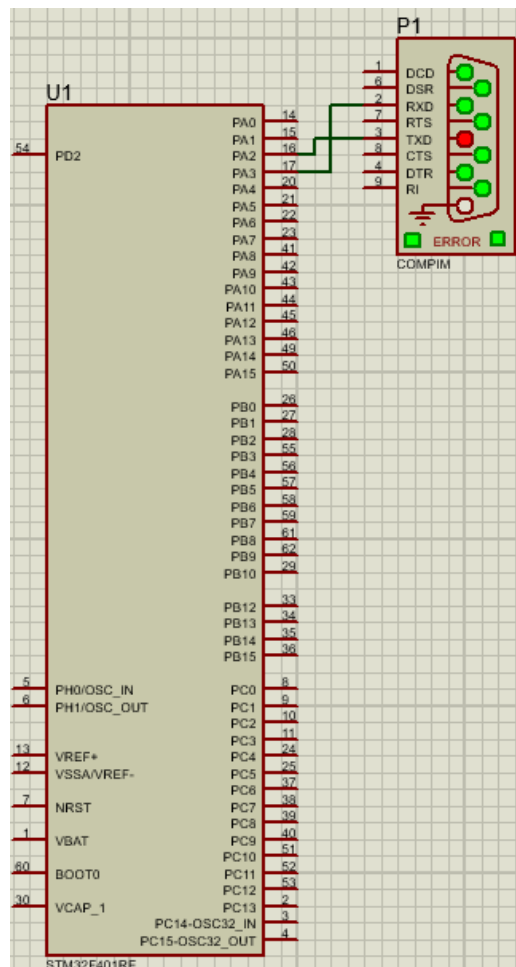 P1
1 DCD
6 DSR
2 RXD
7 RTS
3 TXD
8 CTS
4 DTR
9 RI
ERROR
COMPIM
U1
54 PD2
5 PH0/OSC_IN
6 PH1/OSC_OUT
13 VREF+
12 VSSA/VREF-
7 NRST
1 VBAT
60 BOOT0
30 VCAP_1
PA0 14
PA1 15
PA2 16
PA3 17
PA4 20
PA5 21
PA6 22
PA7 23
PA8 41
PA9 42
PA10 43
PA11 44
PA12 45
PA13 46
PA14 49
PA15 50
PB0 26
PB1 27
PB2 28
PB3 55
PB4 56
PB5 57
PB6 58
PB7 59
PB8 61
PB9 62
PB10 29
PB12 33
PB13 34
PB14 35
PB15 36
PC0 8
PC1 9
PC2 10
PC3 11
PC4 24
PC5 25
PC6 37
PC7 38
PC8 39
PC9 40
PC10 51
PC11 52
PC12 53
PC13 2
PC14-OSC32_IN 3
PC15-OSC32_OUT 4
STM32F401RE